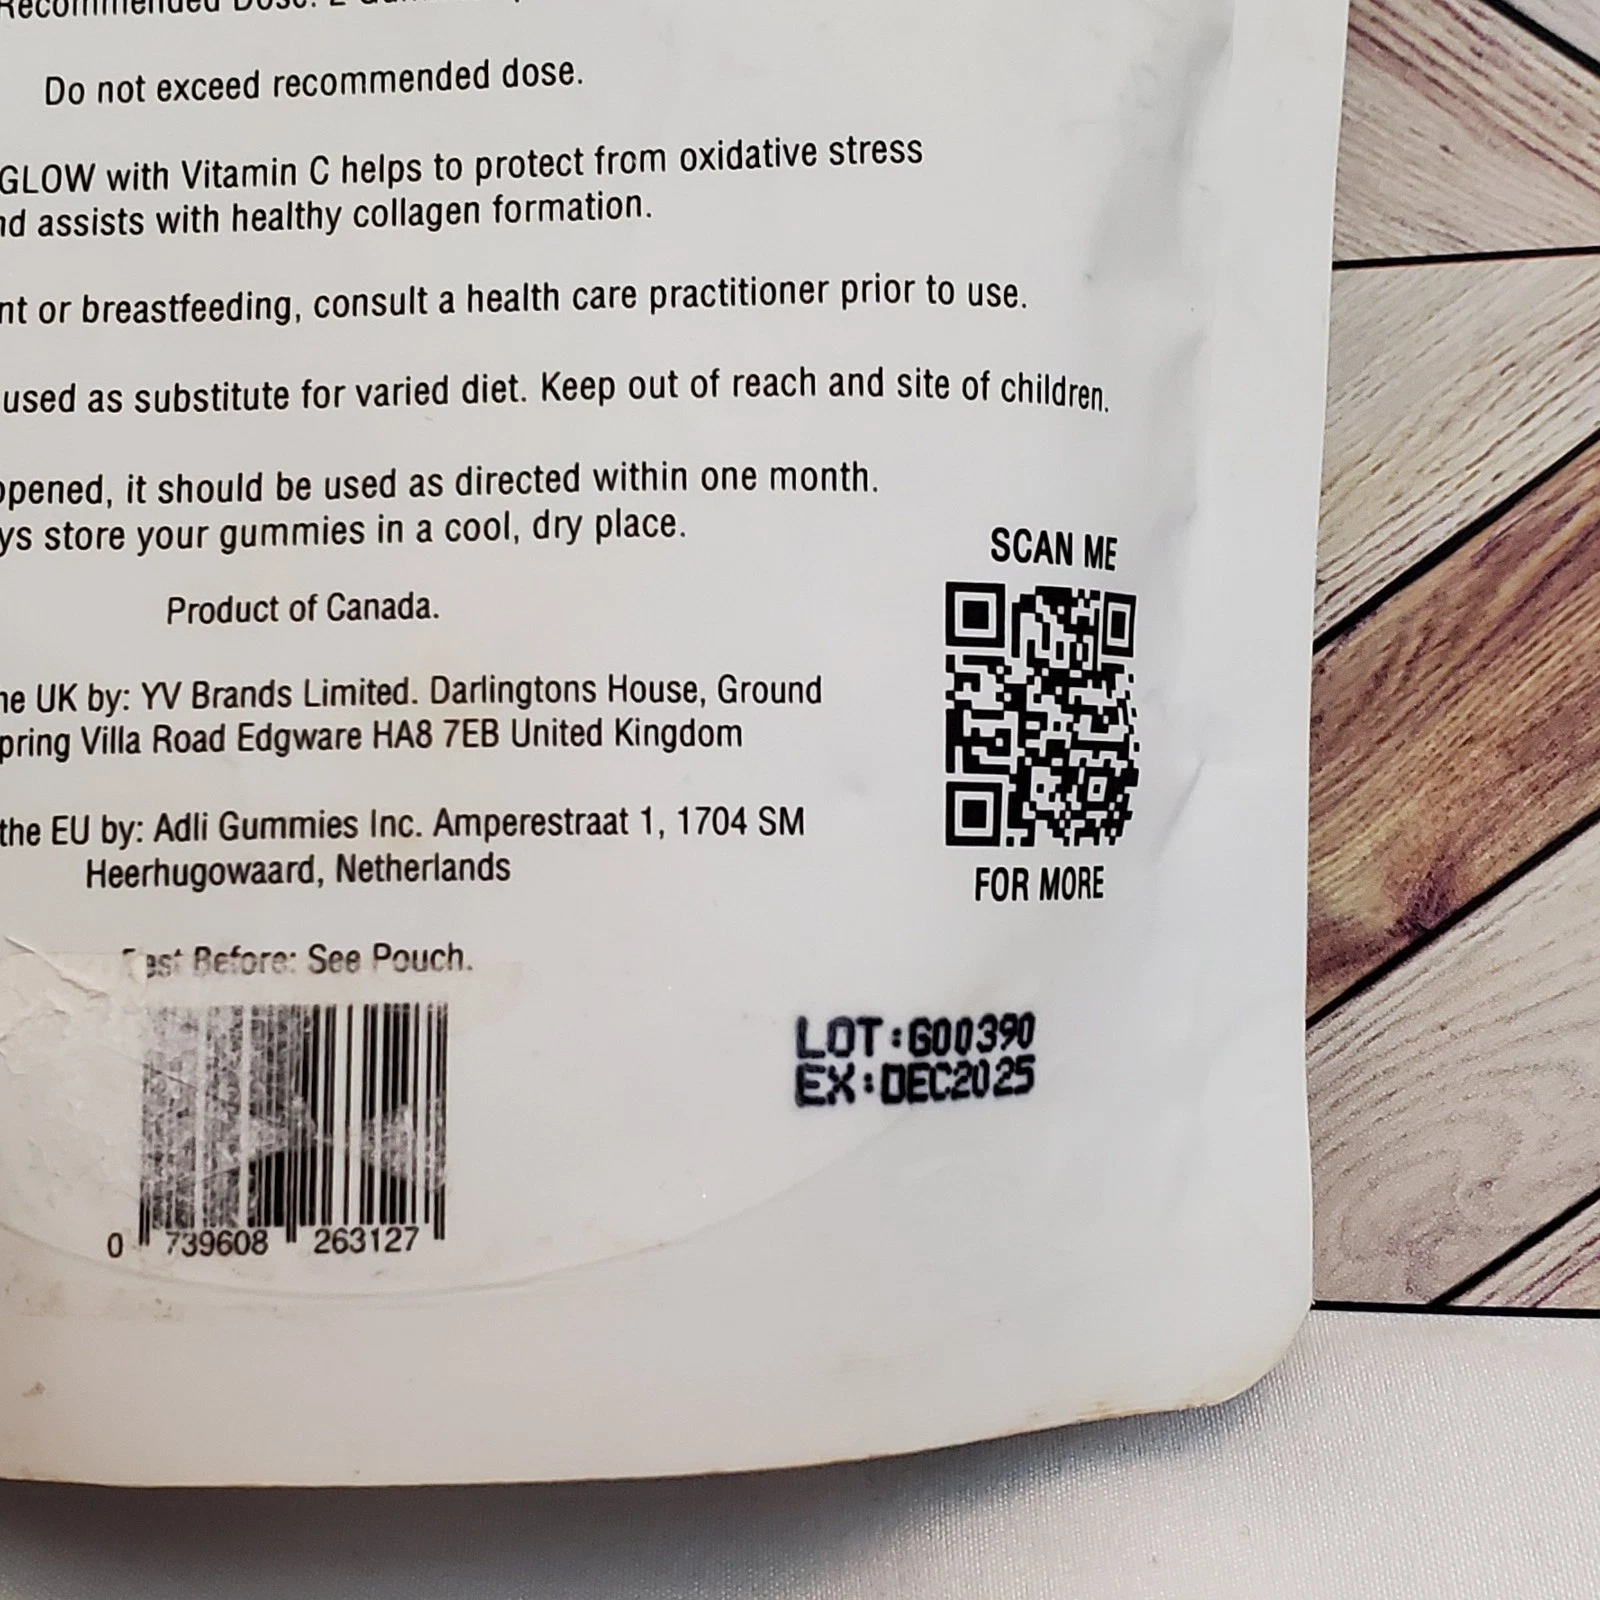 Recommended Dose: 2
Do not exceed recommended dose.
GLOW with Vitamin C helps to protect from oxidative stress
nd assists with healthy collagen formation.
nt or breastfeeding, consult a health care practitioner prior to use.
used as substitute for varied diet. Keep out of reach and site of children.
opened, it should be used as directed within one month.
ys store your gummies in a cool, dry place.
Product of Canada.
he UK by: YV Brands Limited. Darlingtons House, Ground
pring Villa Road Edgware HA8 7EB United Kingdom
the EU by: Adli Gummies Inc. Amperestraat 1, 1704 SM
Heerhugowaard, Netherlands
Best Before: See Pouch.
0 739608 263127
SCAN ME
FOR MORE
LOT:G00390
EX:DEC2025